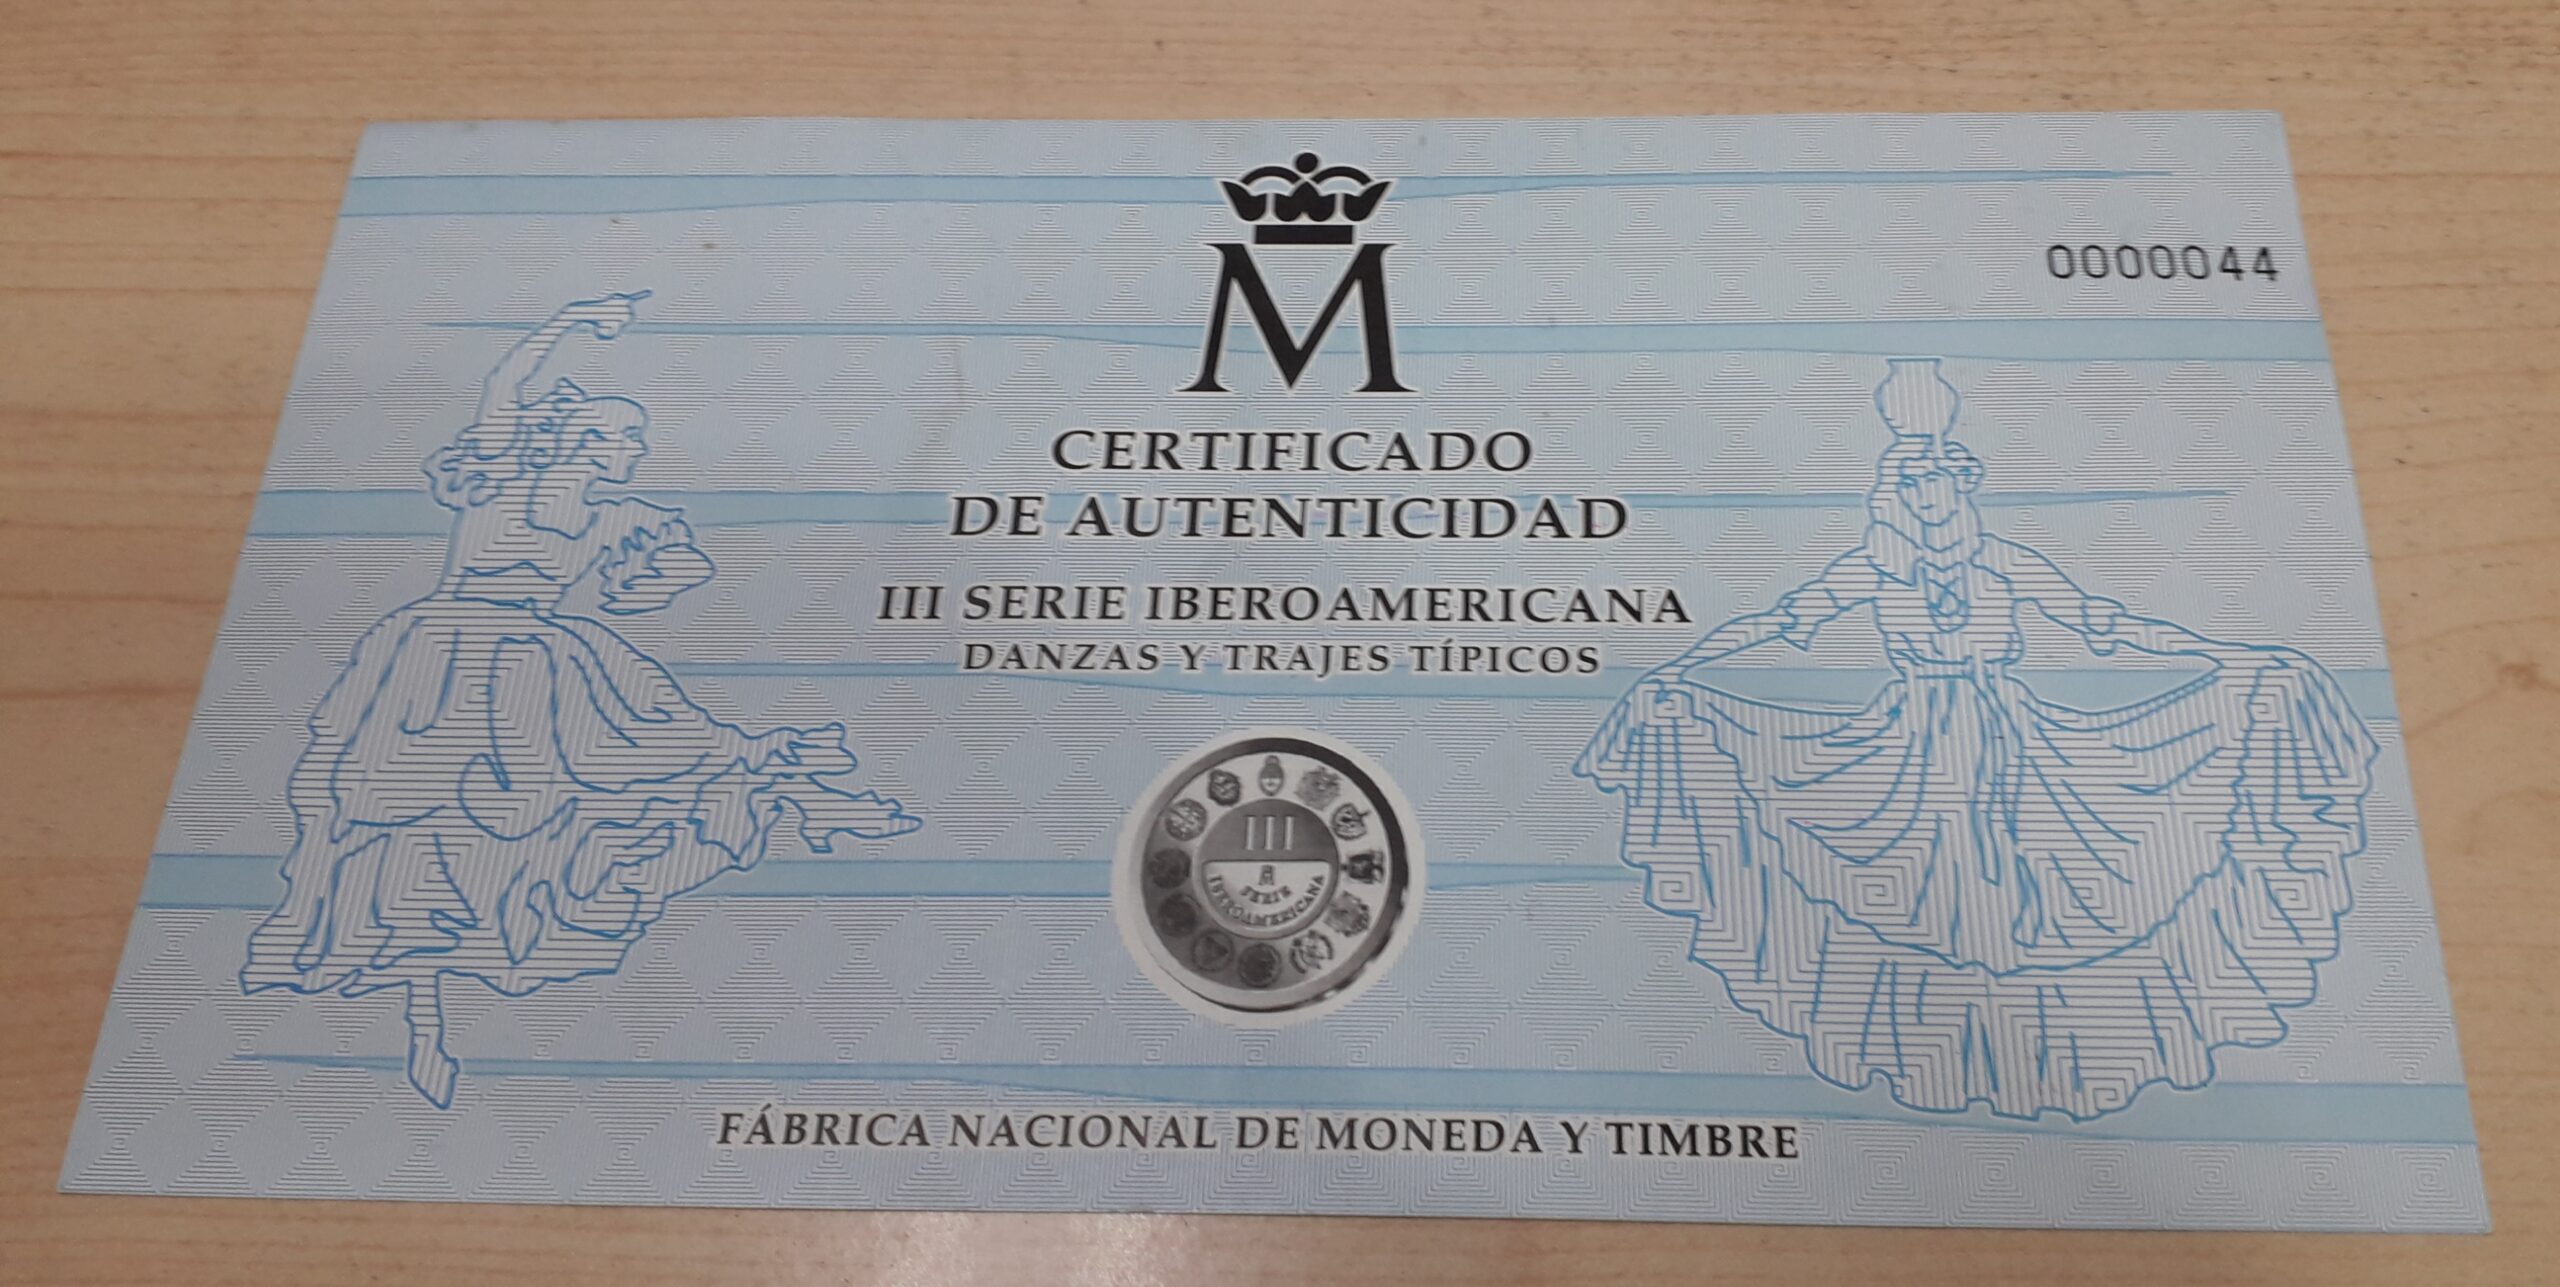 M
0000044
CERTIFICADO
DE AUTENTICIDAD
III SERIE IBEROAMERICANA
DANZAS Y TRAJES TÍPICOS
III
M
SERIE
IBEROAMERICANA
FÁBRICA NACIONAL DE MONEDA Y TIMBRE